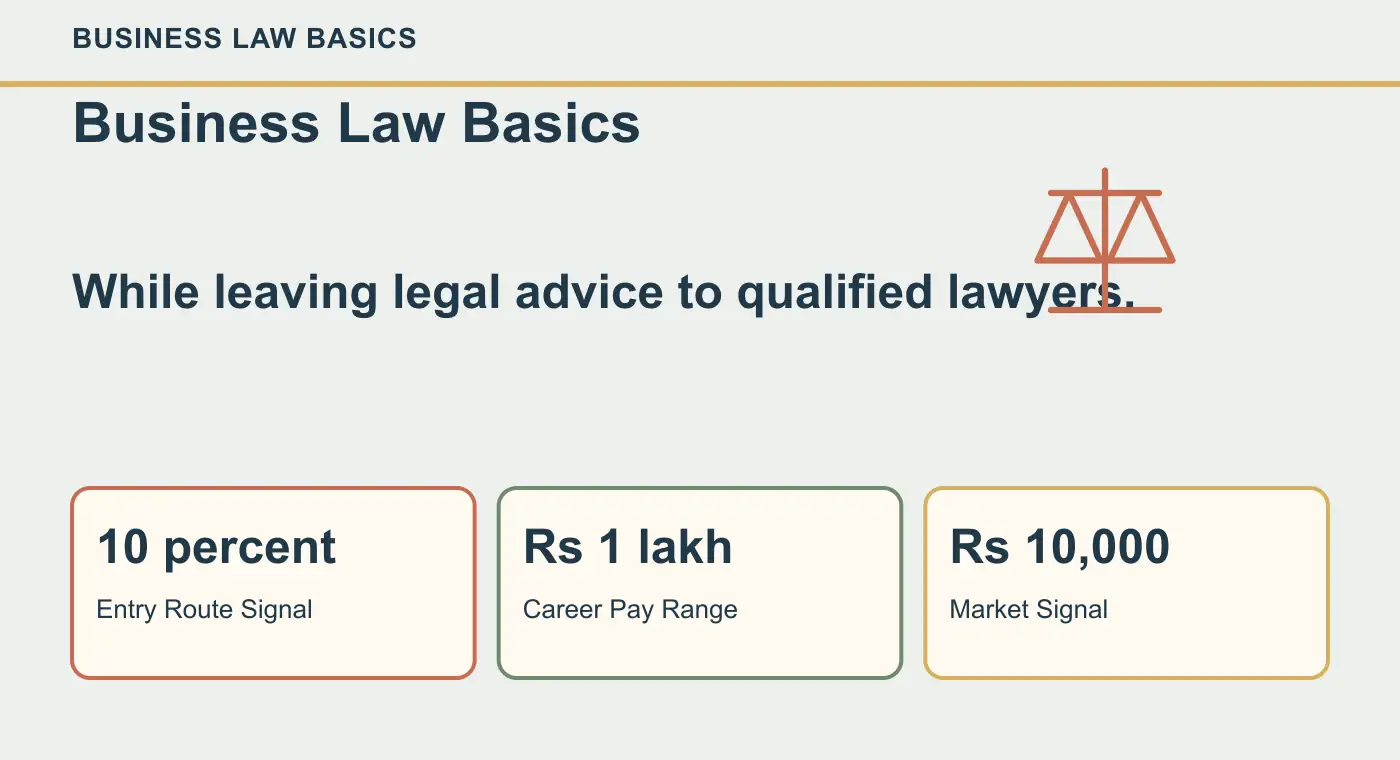 BUSINESS LAW BASICS
Business Law Basics
While leaving legal advice to qualified lawyers.
10 percent
Entry Route Signal
Rs 1 lakh
Career Pay Range
Rs 10,000
Market Signal